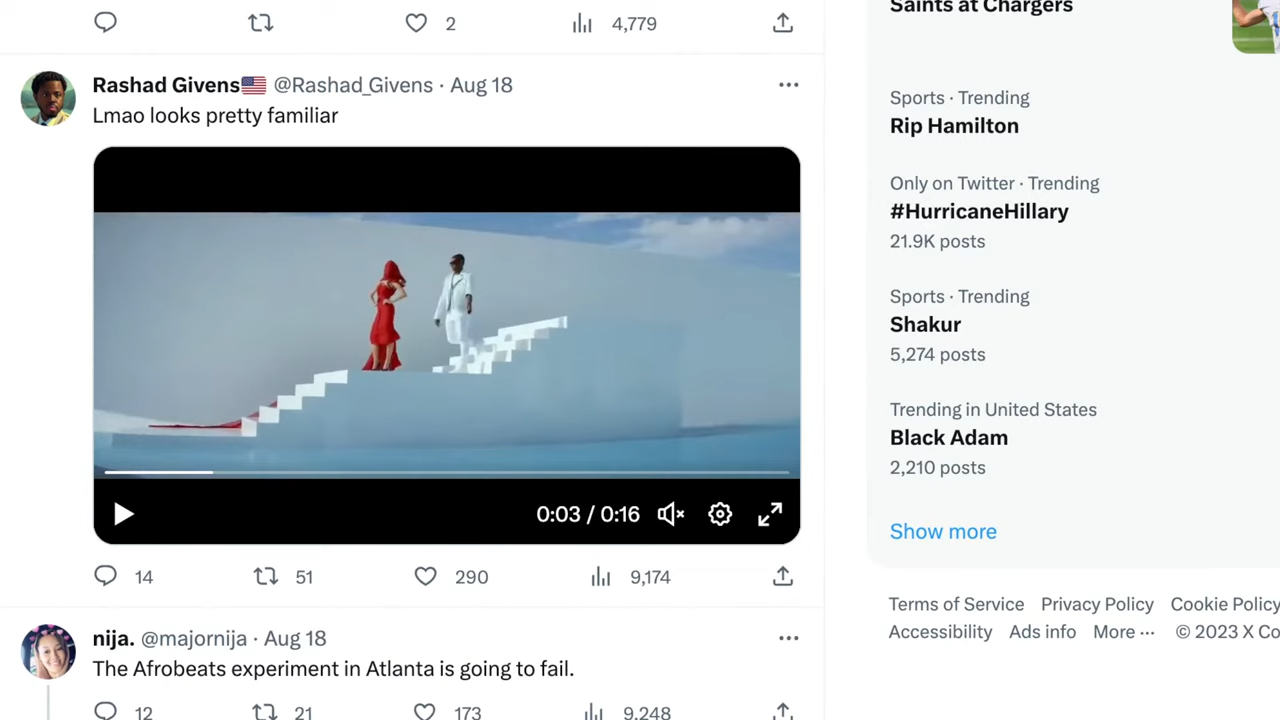 2
4,779
Rashad Givens🇺🇸 @Rashad_Givens · Aug 18
Lmao looks pretty familiar
0:03 / 0:16
14
51
290
9,174
nija. @majornija · Aug 18
The Afrobeats experiment in Atlanta is going to fail.
12
21
173
9,248
Saints at Chargers
Sports · Trending
Rip Hamilton
Only on Twitter · Trending
#HurricaneHillary
21.9K posts
Sports · Trending
Shakur
5,274 posts
Trending in United States
Black Adam
2,210 posts
Show more
Terms of Service Privacy Policy Cookie Policy
Accessibility Ads info More ··· © 2023 X Co